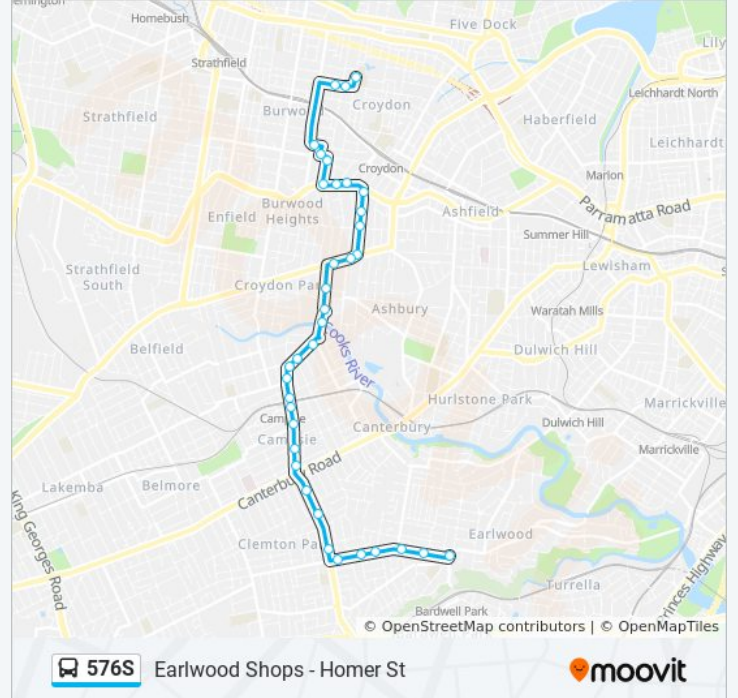 Homebush
Five Dock
Lily
Strathfield
Leichhardt North
Strathfield
Burwood
Croydon
Haberfield
Leichhardt
Croydon
Marion
Parramatta Road
Burwood
Heights
Enfield
Ashfield
Summer Hill
Lewisham
Strathfield
South
Croydon Par
Ashbury
Waratah Mills
Belfield
Cooks River
Dulwich Hill
Hurlstone Park
Marrickville
Campsie
Dulwich Hill
Canterbury
Campsie
Marrickville
Lakemba
Belmore
Canterbury Road
King Georges Road
Clemton Pa
Earlwood
Princes Highway
Turrella
Bardwell Park
© OpenStreetMap contributors | © OpenMapTiles
576S
Earlwood Shops - Homer St
moovit